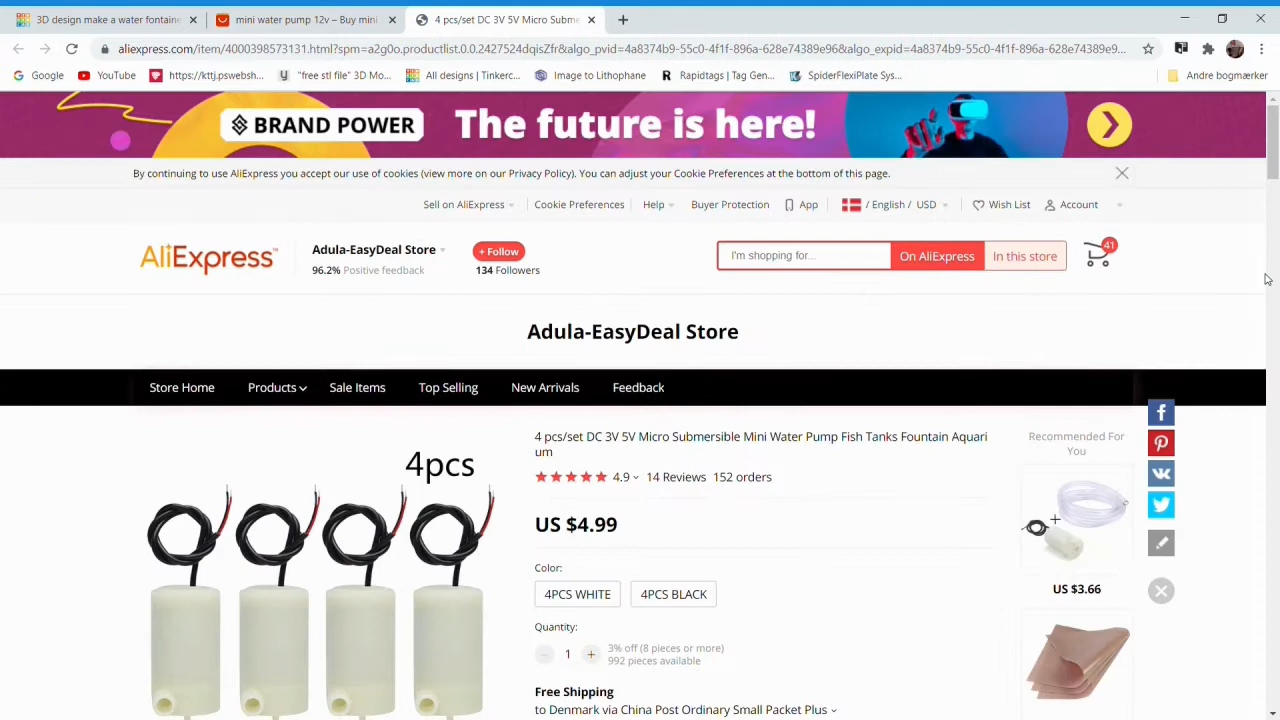 3D design make a water fontaine
mini water pump 12v – Buy mini
4 pcs/set DC 3V 5V Micro Subme
aliexpress.com/item/4000398573131.html?spm=a2g0o.productlist.0.0.2427524dqisZfr&algo_pvid=4a8374b9-55c0-4f1f-896a-628e74389e96&algo_expid=4a8374b9-55c0-4f1f-896a-628e74389e9...
Google
YouTube
https://kttj.pswebsh...
"free stl file" 3D Mo...
All designs | Tinkerc...
Image to Lithophane
Rapidtags | Tag Gen...
SpiderFlexiPlate Sys...
Andre bogmærker
BRAND POWER
The future is here!
By continuing to use AliExpress you accept our use of cookies (view more on our Privacy Policy). You can adjust your Cookie Preferences at the bottom of this page.
Sell on AliExpress
Cookie Preferences
Help
Buyer Protection
App
/ English / USD
Wish List
Account
AliExpress™
Adula-EasyDeal Store
96.2% Positive feedback
+ Follow
134 Followers
I'm shopping for...
On AliExpress
In this store
41
Adula-EasyDeal Store
Store Home
Products
Sale Items
Top Selling
New Arrivals
Feedback
4pcs
4 pcs/set DC 3V 5V Micro Submersible Mini Water Pump Fish Tanks Fountain Aquari
um
4.9
14 Reviews
152 orders
US $4.99
Color:
4PCS WHITE
4PCS BLACK
Quantity:
1
3% off (8 pieces or more)
992 pieces available
Free Shipping
to Denmark via China Post Ordinary Small Packet Plus
Recommended For
You
US $3.66